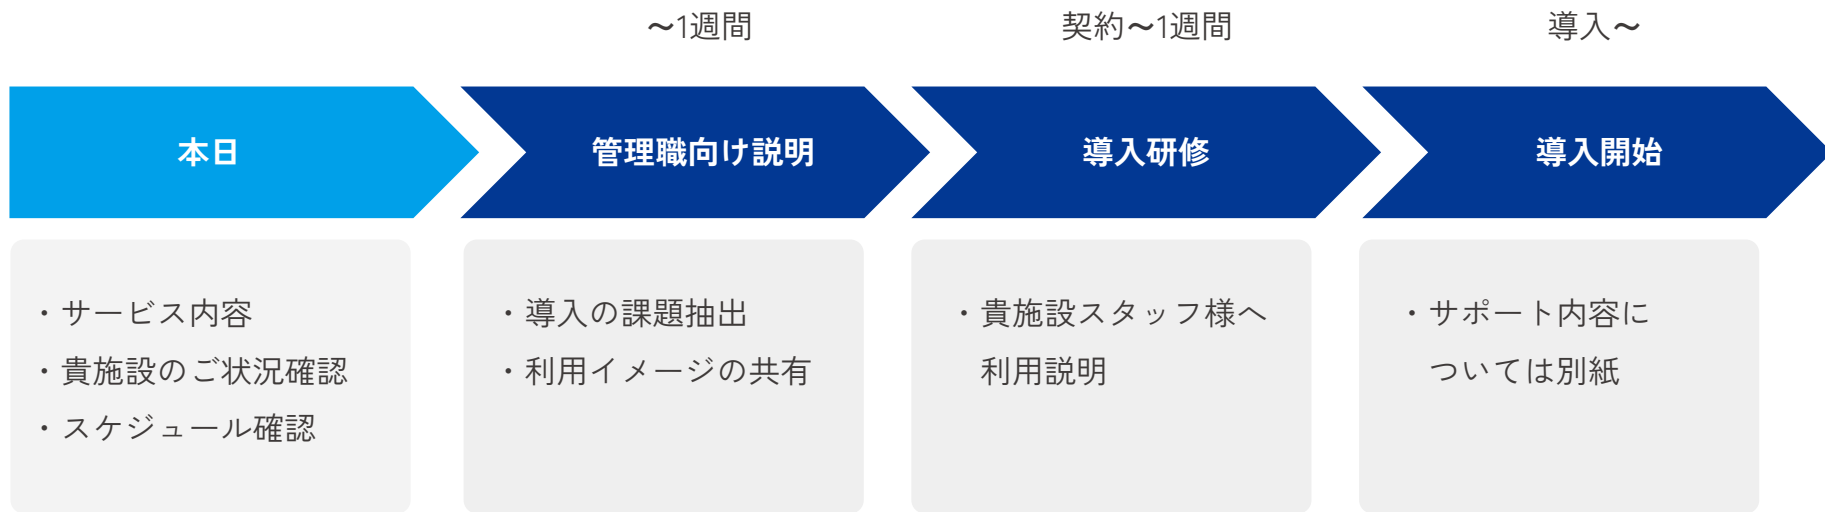 ～1週間
契約～1週間
導入～
本日
管理職向け説明
導入研修
導入開始
・サービス内容
・貴施設のご状況確認
・スケジュール確認
・導入の課題抽出
・利用イメージの共有
・貴施設スタッフ様へ
利用説明
・サポート内容に
ついては別紙